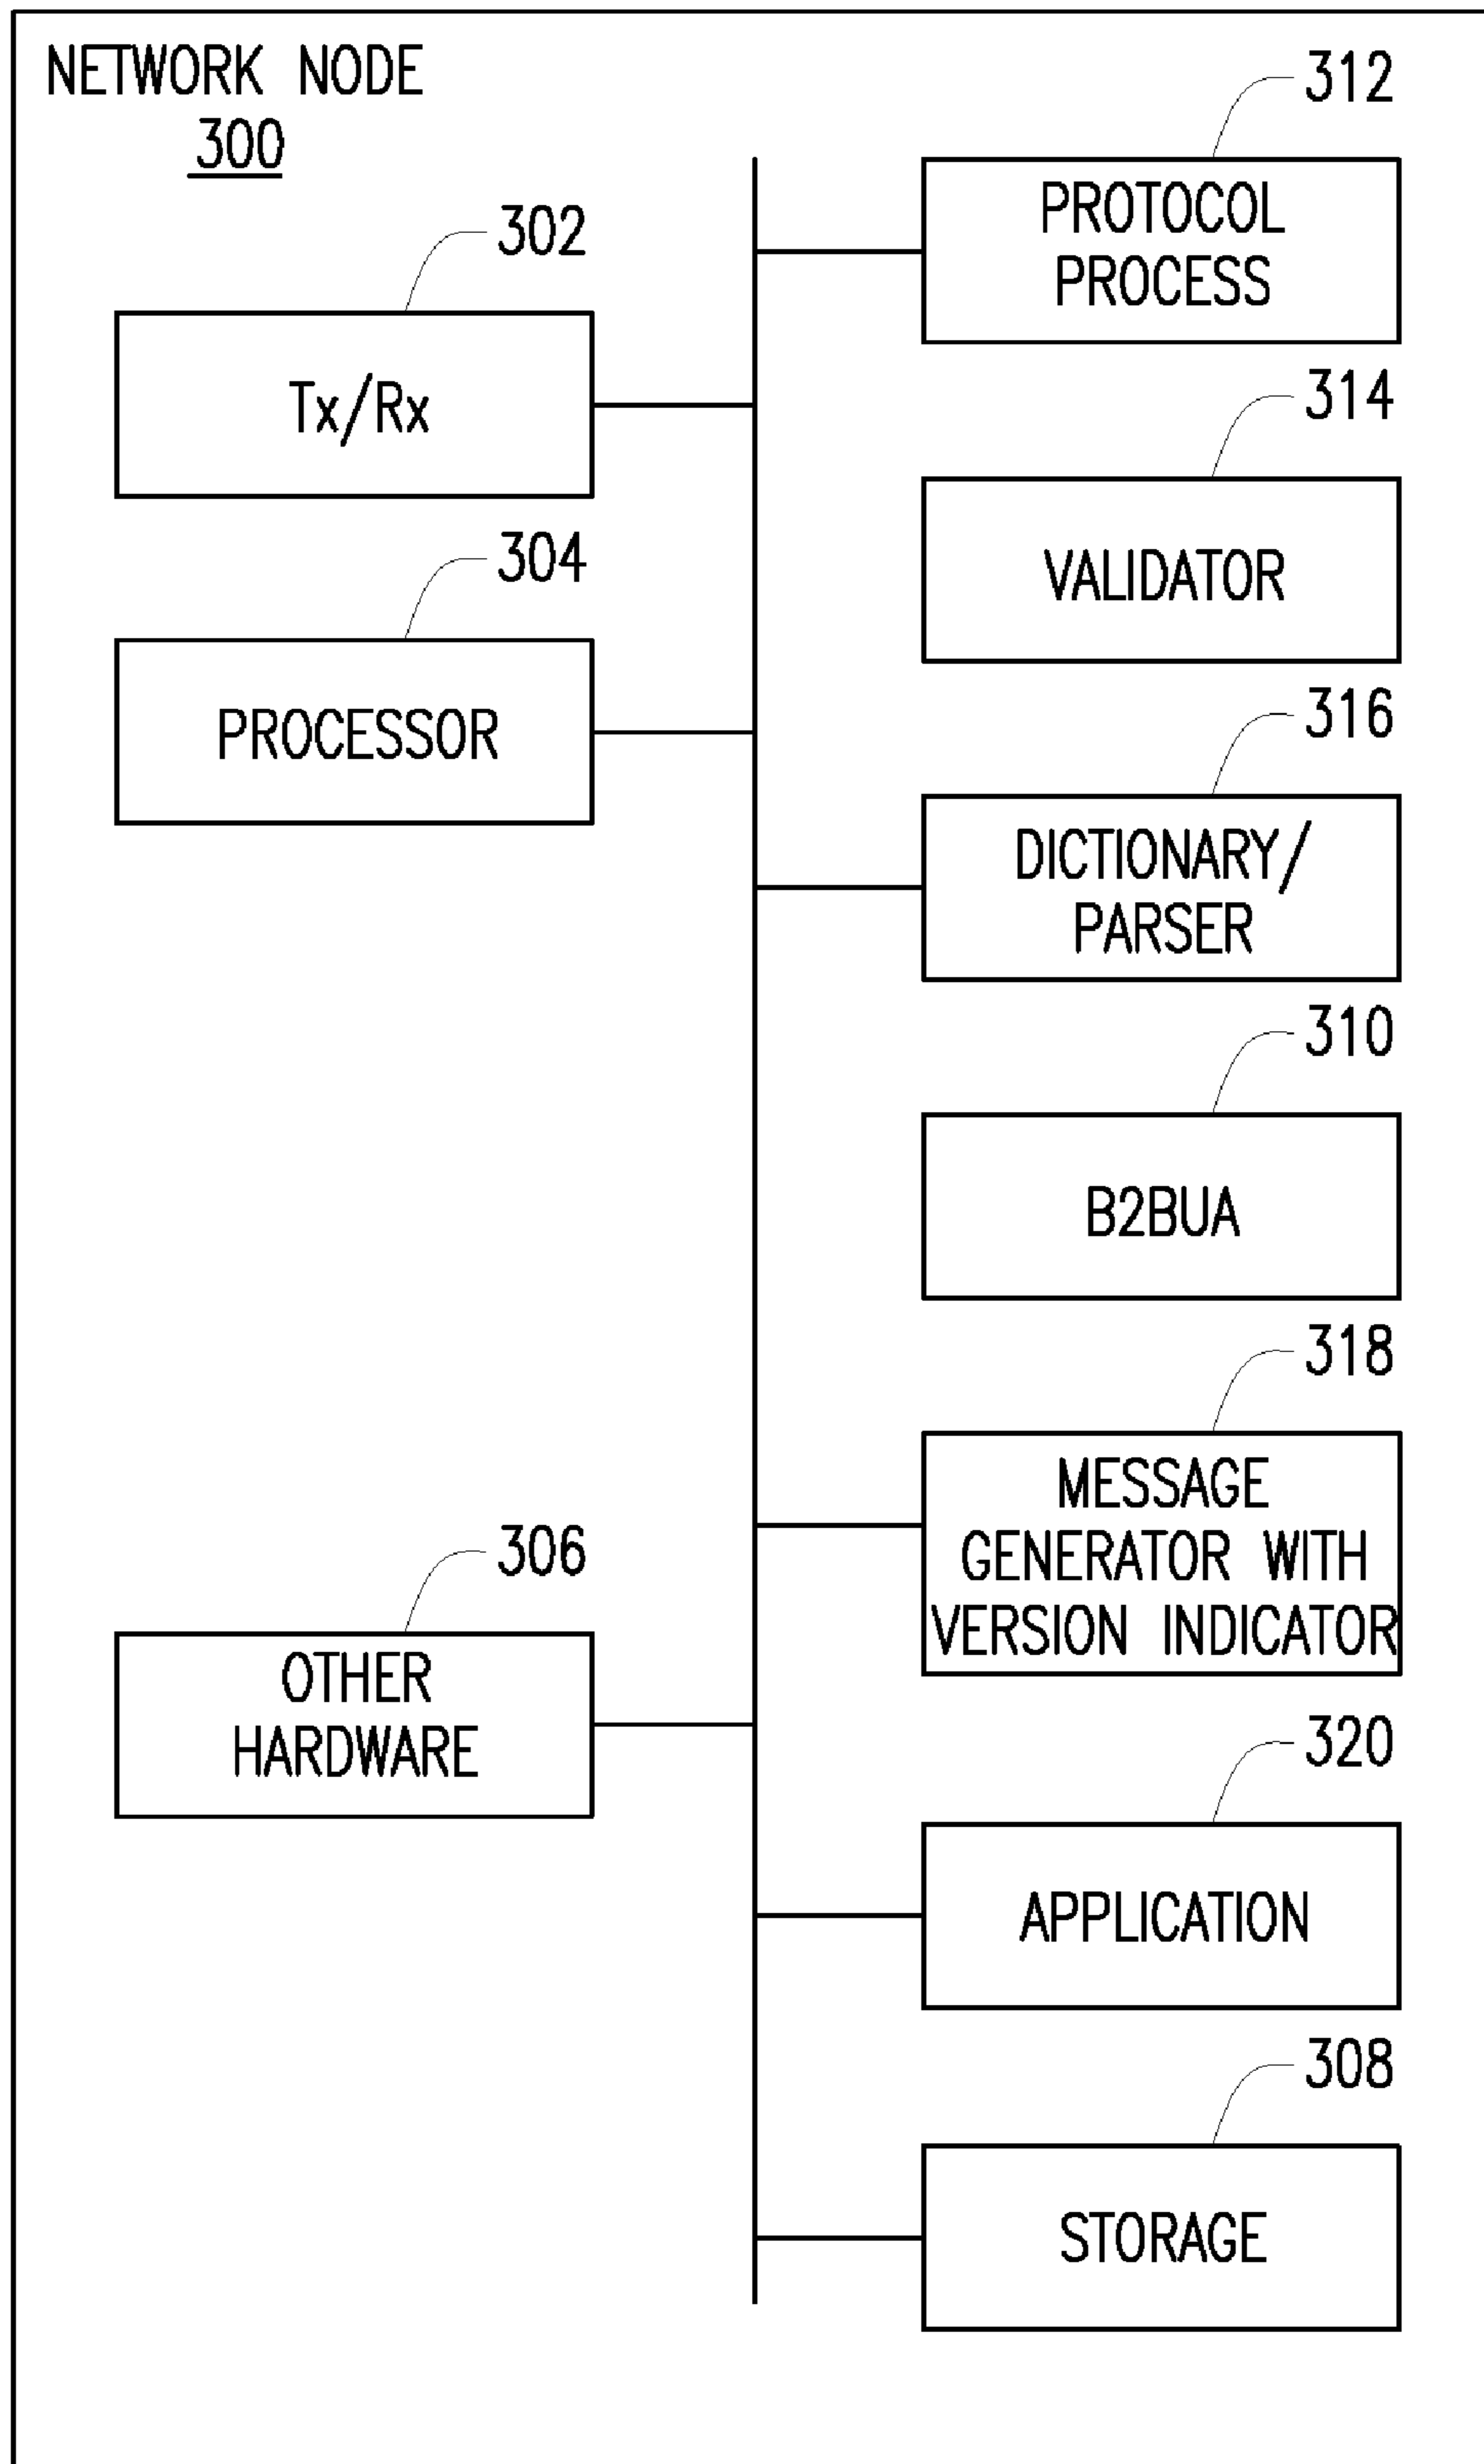 NETWORK NODE
300
302
Tx/Rx
304
PROCESSOR
306
OTHER
HARDWARE
312
PROTOCOL
PROCESS
314
VALIDATOR
316
DICTIONARY/
PARSER
310
B2BUA
318
MESSAGE
GENERATOR WITH
VERSION INDICATOR
320
APPLICATION
308
STORAGE